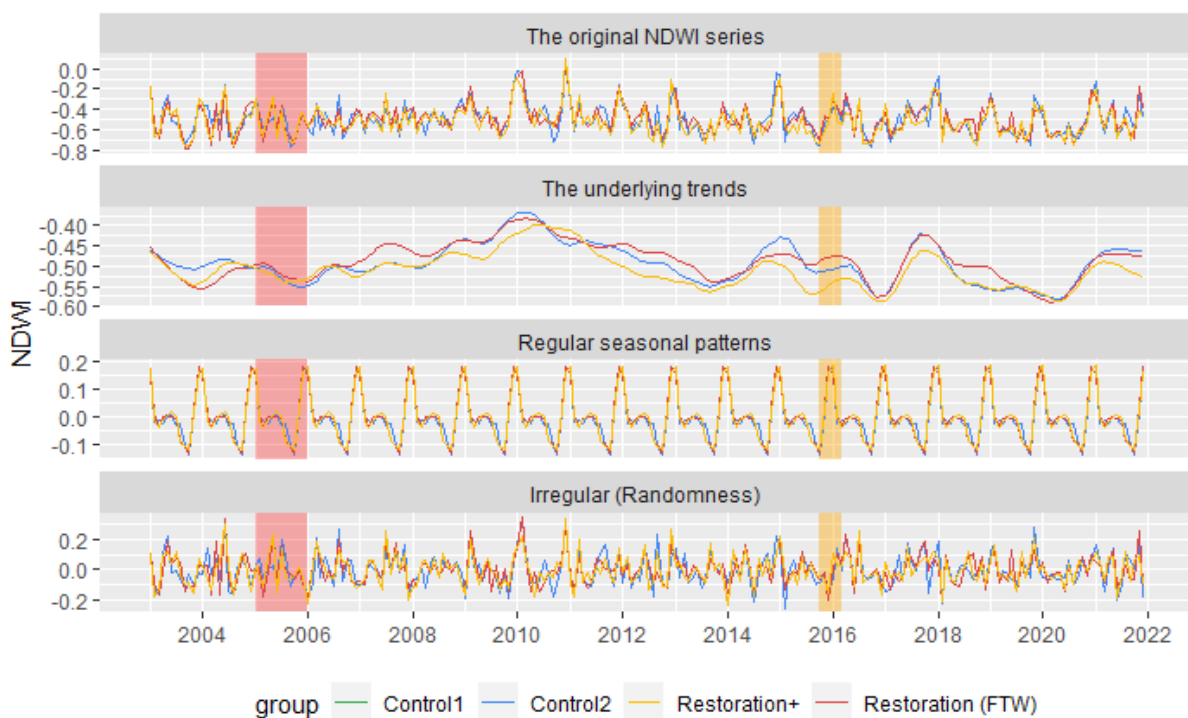 The original NDWI series
0.0
-0.2
-0.4
-0.6
-0.8
The underlying trends
-0.40
-0.45
-0.50
-0.55
-0.60
NDWI
Regular seasonal patterns
0.2
0.1
0.0
-0.1
Irregular (Randomness)
0.2
0.0
-0.2
2004 2006 2008 2010 2012 2014 2016 2018 2020 2022
group Control1 Control2 Restoration+ Restoration (FTW)